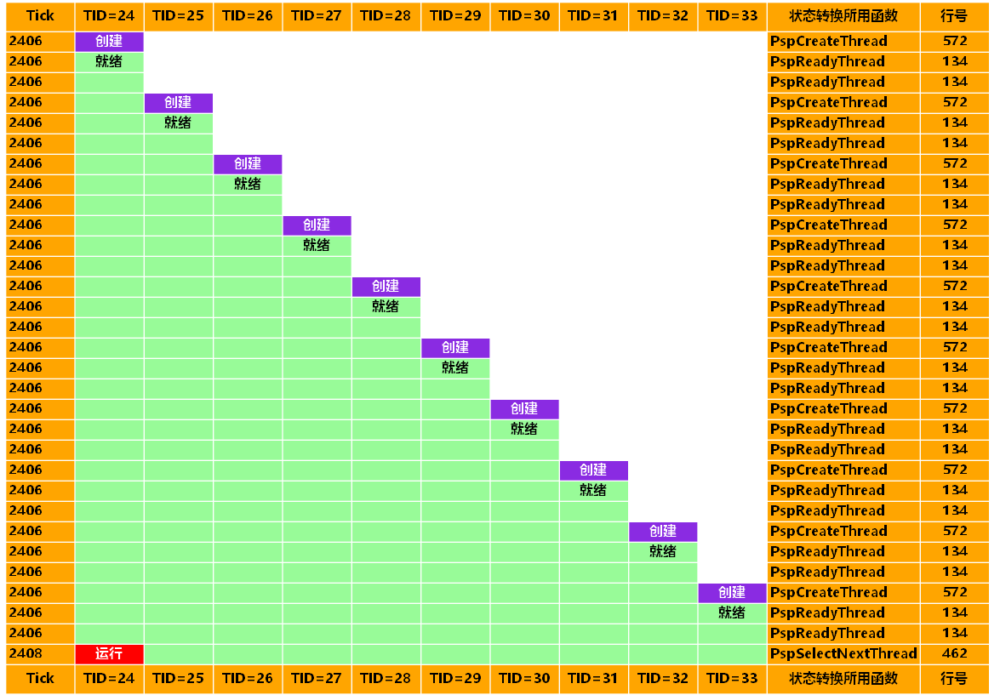 Tick TID=24 TID=25 TID=26 TID=27 TID=28 TID=29 TID=30 TID=31 TID=32 TID=33 状态转换所用函数 行号
2406 创建 PspCreateThread 572
2406 就绪 PspReadyThread 134
2406 PspReadyThread 134
2406 创建 PspCreateThread 572
2406 就绪 PspReadyThread 134
2406 PspReadyThread 134
2406 创建 PspCreateThread 572
2406 就绪 PspReadyThread 134
2406 PspReadyThread 134
2406 创建 PspCreateThread 572
2406 就绪 PspReadyThread 134
2406 PspReadyThread 134
2406 创建 PspCreateThread 572
2406 就绪 PspReadyThread 134
2406 PspReadyThread 134
2406 创建 PspCreateThread 572
2406 就绪 PspReadyThread 134
2406 PspReadyThread 134
2406 创建 PspCreateThread 572
2406 就绪 PspReadyThread 134
2406 PspReadyThread 134
2406 创建 PspCreateThread 572
2406 就绪 PspReadyThread 134
2406 PspReadyThread 134
2406 创建 PspCreateThread 572
2406 就绪 PspReadyThread 134
2406 PspReadyThread 134
2406 创建 PspCreateThread 572
2406 就绪 PspReadyThread 134
2406 PspReadyThread 134
2408 运行 PspSelectNextThread 462
Tick TID=24 TID=25 TID=26 TID=27 TID=28 TID=29 TID=30 TID=31 TID=32 TID=33 状态转换所用函数 行号